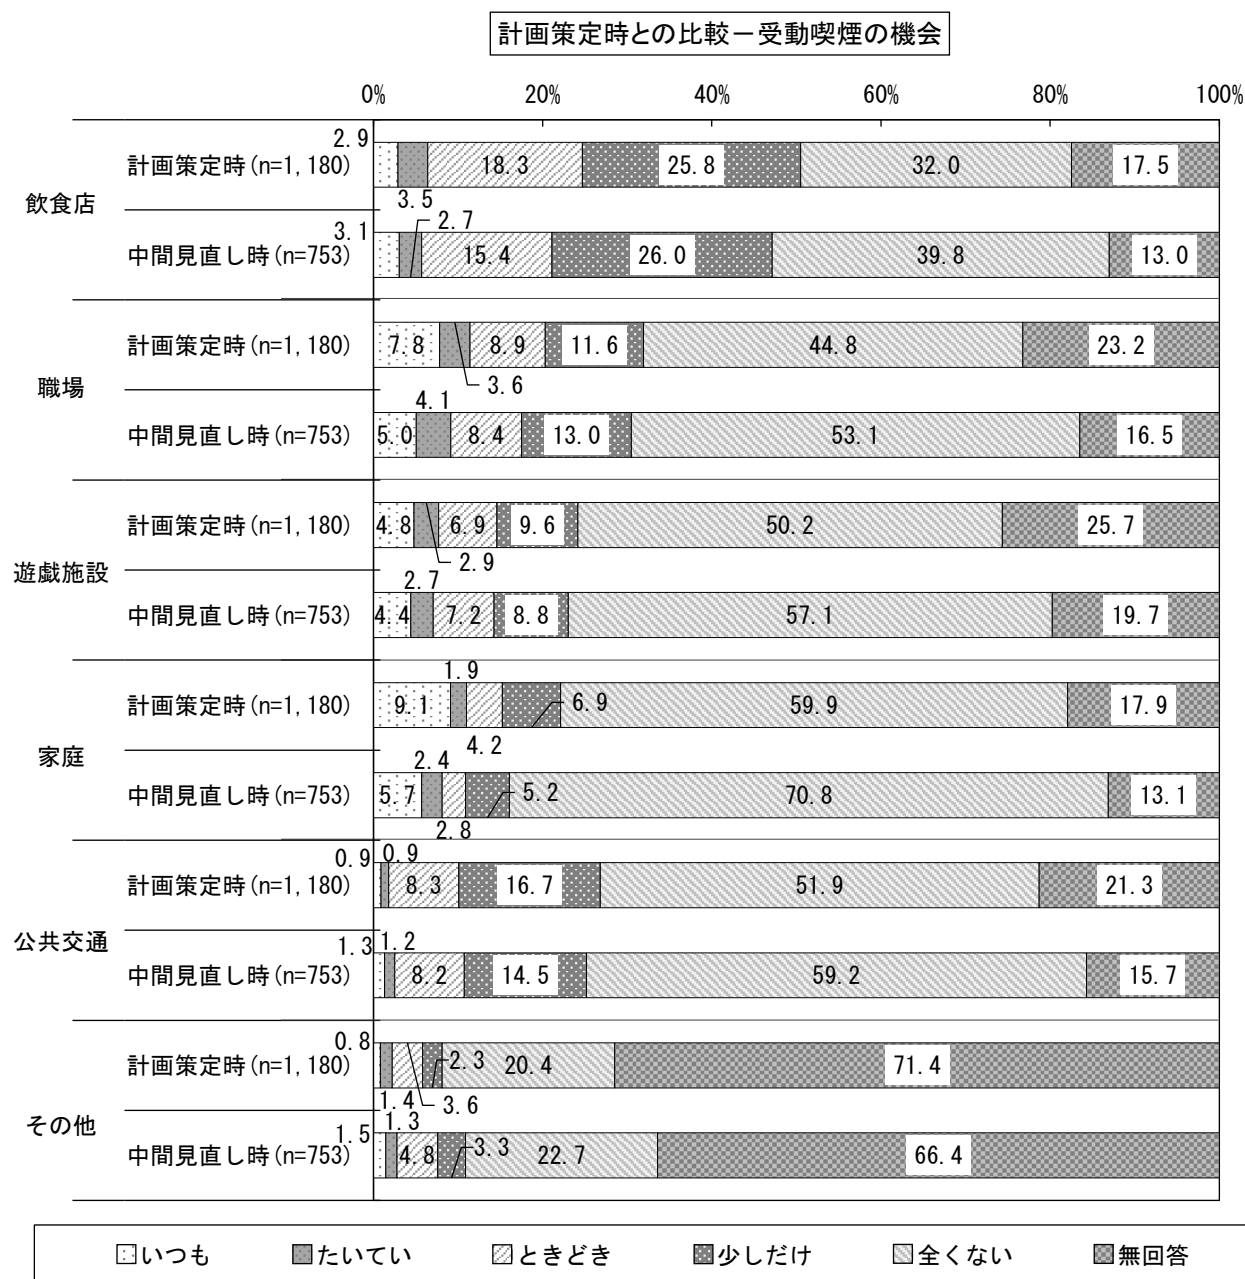 計画策定時との比較－受動喫煙の機会
0% 20% 40% 60% 80% 100%
飲食店
計画策定時(n=1,180) 2.9 3.5 18.3 25.8 32.0 17.5
中間見直し時(n=753) 3.1 2.7 15.4 26.0 39.8 13.0
職場
計画策定時(n=1,180) 7.8 3.6 8.9 11.6 44.8 23.2
中間見直し時(n=753) 5.0 4.1 8.4 13.0 53.1 16.5
遊戯施設
計画策定時(n=1,180) 4.8 2.9 6.9 9.6 50.2 25.7
中間見直し時(n=753) 4.4 2.7 7.2 8.8 57.1 19.7
家庭
計画策定時(n=1,180) 9.1 1.9 4.2 6.9 59.9 17.9
中間見直し時(n=753) 5.7 2.4 2.8 5.2 70.8 13.1
公共交通
計画策定時(n=1,180) 0.9 0.9 8.3 16.7 51.9 21.3
中間見直し時(n=753) 1.3 1.2 8.2 14.5 59.2 15.7
その他
計画策定時(n=1,180) 0.8 1.4 3.6 2.3 20.4 71.4
中間見直し時(n=753) 1.5 1.3 4.8 3.3 22.7 66.4
いつも たいてい ときどき 少しだけ 全くない 無回答